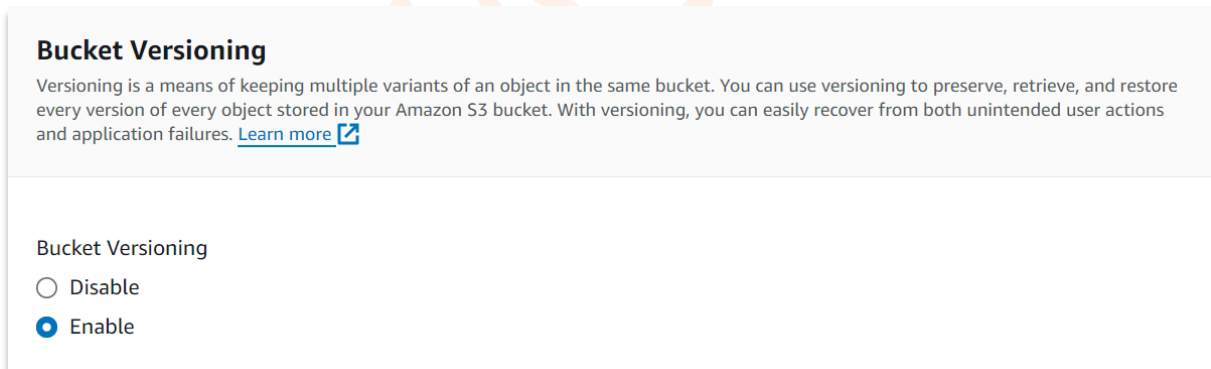 Bucket Versioning
Versioning is a means of keeping multiple variants of an object in the same bucket. You can use versioning to preserve, retrieve, and restore
every version of every object stored in your Amazon S3 bucket. With versioning, you can easily recover from both unintended user actions
and application failures. Learn more
Bucket Versioning
Disable
Enable